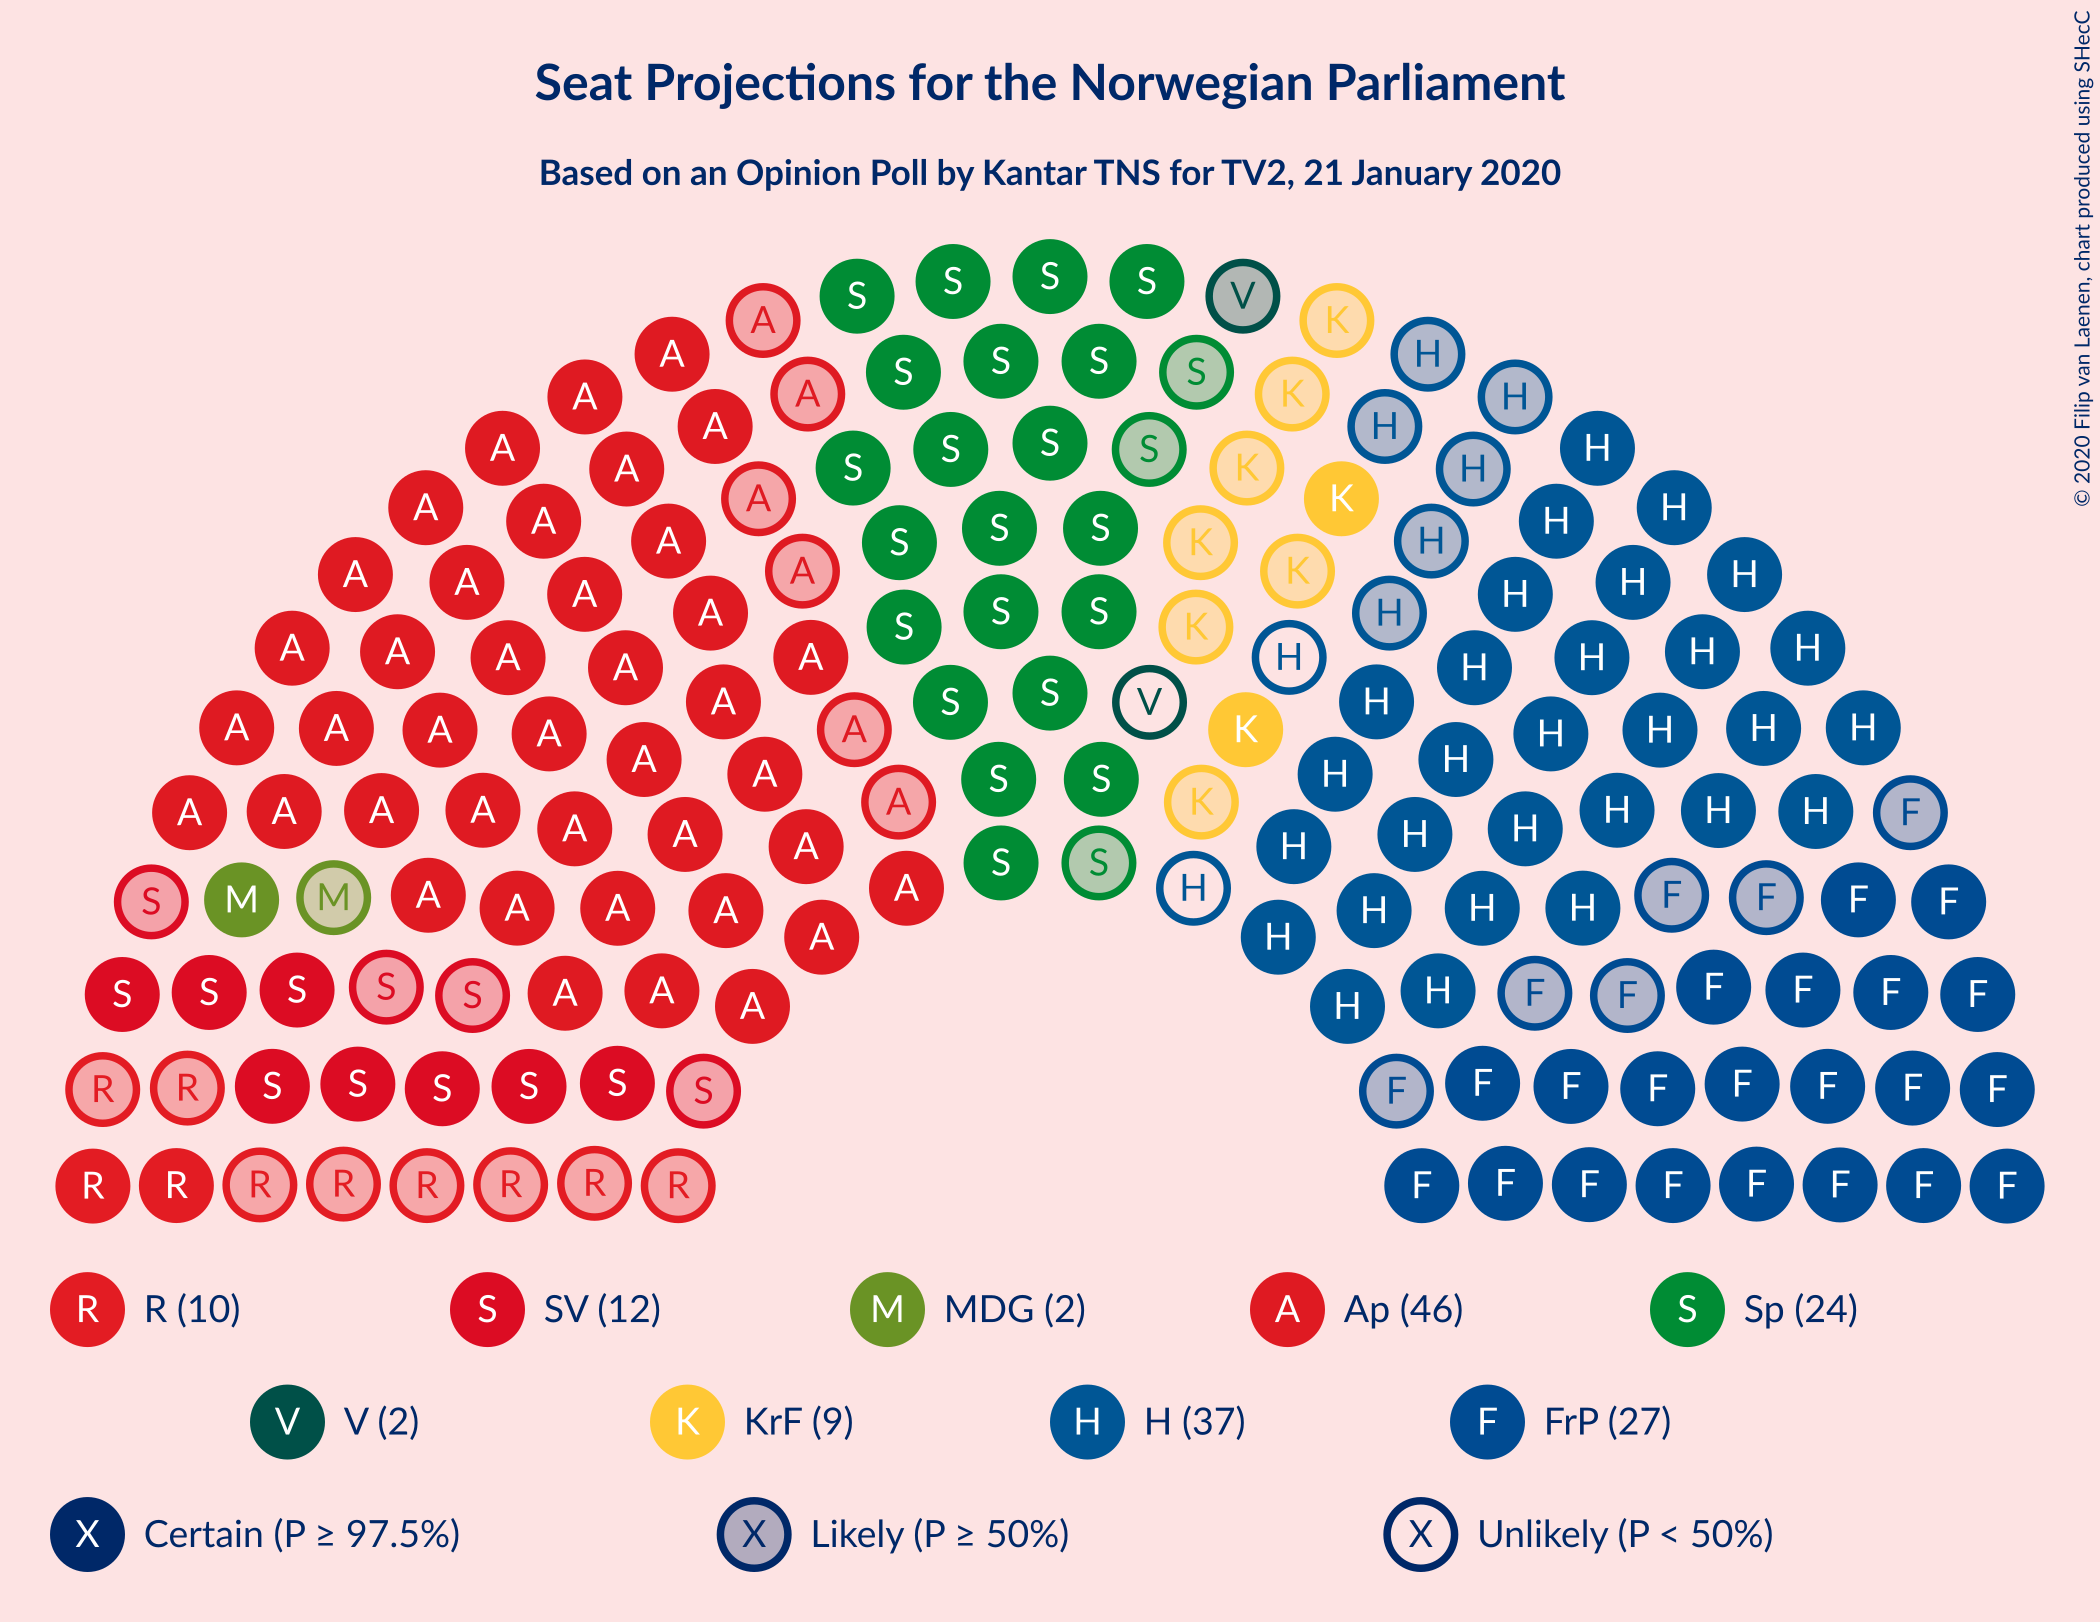 Seat Projections for the Norwegian Parliament
Based on an Opinion Poll by Kantar TNS for TV2, 21 January 2020
© 2020 Filip van Laenen, chart produced using SHecC
S S S S V K
A H
A H
S S S S
A K
A H
A H
S S S S
A K
A H
A K H
A H
S S S
A K
A H
A H
A K H
S S S
A K
A H
A H
A H
A H
S S V
A H
A K H
A H
A H
A H
A H
S S K
A A A A A A A A H H H H H H F
S M M A A A A A S S H H H H H F F F F
S S S S S A A A A H H H F F F F F F
R R S S S S S S F F F F F F F F
R R R R R R R R F F F F F F F F
R R (10) S SV (12) M MDG (2) A Ap (46) S Sp (24)
V V (2) K KrF (9) H H (37) F FrP (27)
X Certain (P ≥ 97.5%) X Likely (P ≥ 50%) X Unlikely (P < 50%)